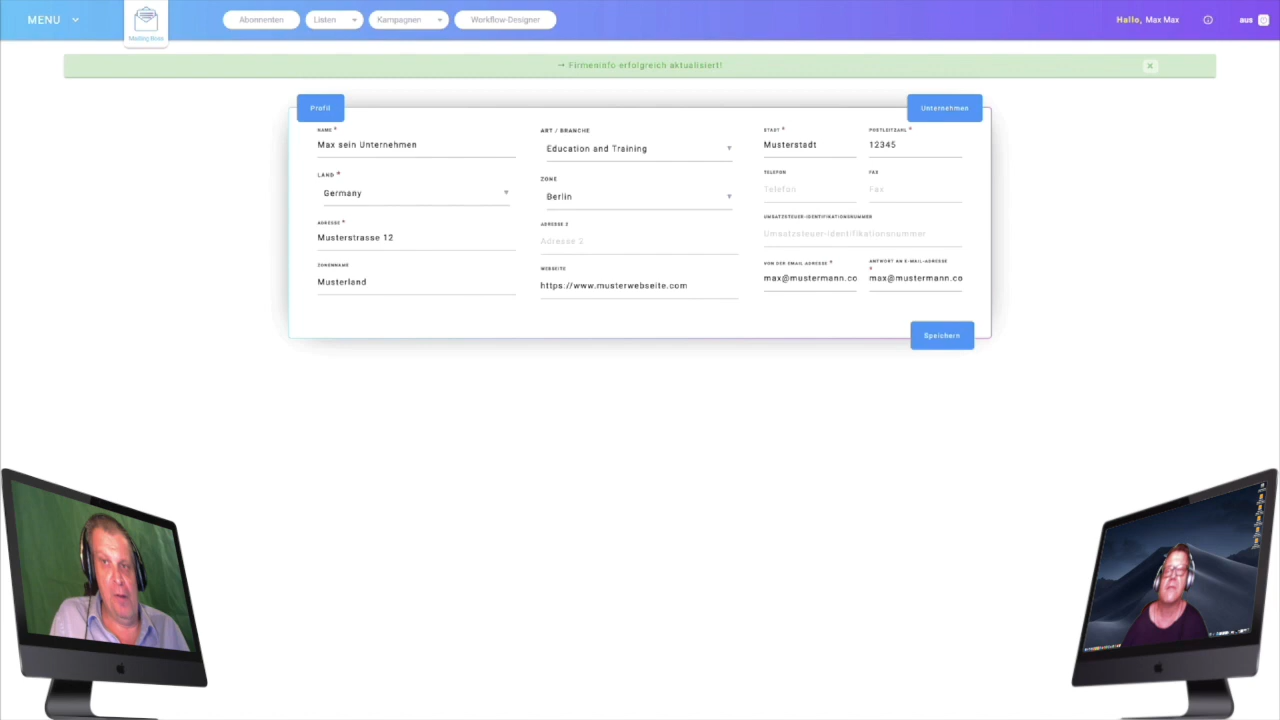 MENU
Mailing Boss
Abonnenten
Listen
Kampagnen
Workflow-Designer
Hallo, Max Max
aus
→ Firmeninfo erfolgreich aktualisiert!
×
Profil
Unternehmen
NAME *
Max sein Unternehmen
LAND *
Germany
ADRESSE *
Musterstrasse 12
ZONENNAME
Musterland
ART / BRANCHE
Education and Training
ZONE
Berlin
ADRESSE 2
Adresse 2
WEBSEITE
https://www.musterwebseite.com
STADT *
Musterstadt
POSTLEITZAHL *
12345
TELEFON
Telefon
FAX
Fax
UMSATZSTEUER-IDENTIFIKATIONSNUMMER
Umsatzsteuer-Identifikationsnummer
VON DER EMAIL ADRESSE *
max@mustermann.co
ANTWORT AN E-MAIL-ADRESSE
*
max@mustermann.co
Speichern